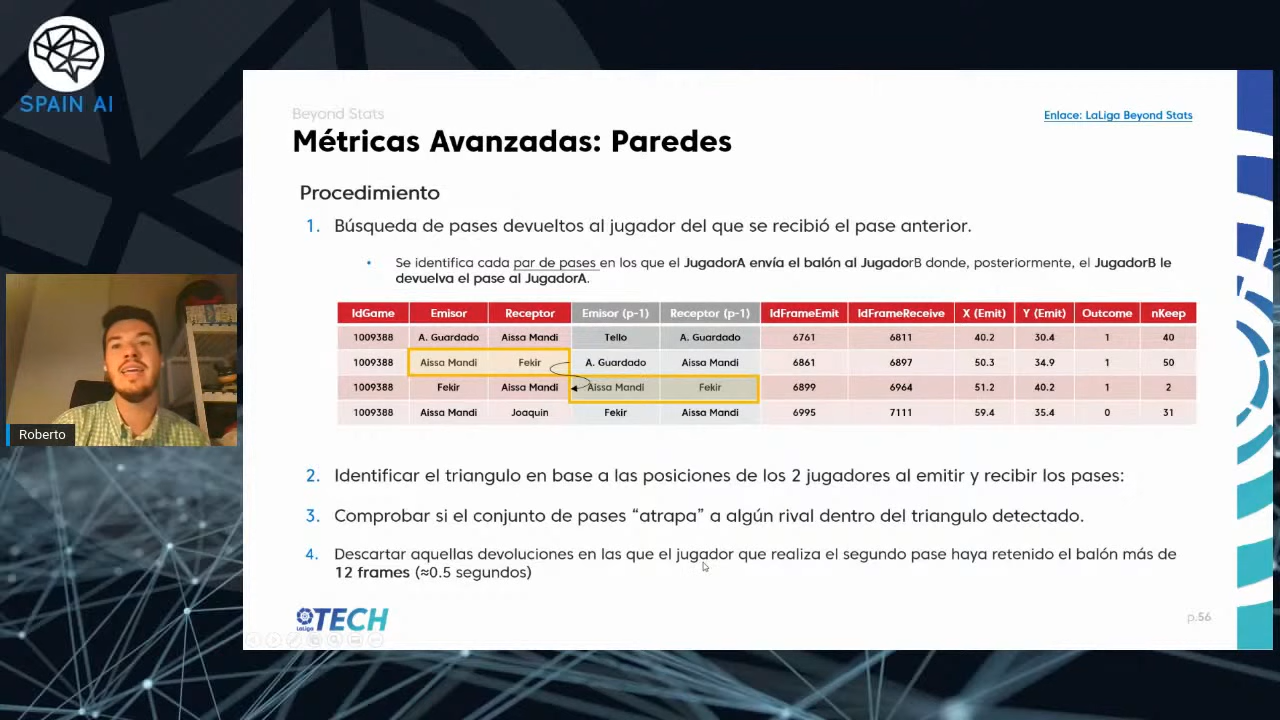 SPAIN AI
Beyond Stats
Enlace: LaLiga Beyond Stats
Métricas Avanzadas: Paredes
Procedimiento
1. Búsqueda de pases devueltos al jugador del que se recibió el pase anterior.
• Se identifica cada par de pases en los que el JugadorA envía el balón al JugadorB donde, posteriormente, el JugadorB le
devuelva el pase al JugadorA.
IdGame Emisor Receptor Emisor (p-1) Receptor (p-1) IdFrameEmit IdFrameReceive X (Emit) Y (Emit) Outcome nKeep
1009388 A. Guardado Aissa Mandi Tello A. Guardado 6761 6811 40.2 30.4 1 40
1009388 Aissa Mandi Fekir A. Guardado Aissa Mandi 6861 6897 50.3 34.9 1 50
1009388 Fekir Aissa Mandi Aissa Mandi Fekir 6899 6964 51.2 40.2 1 2
1009388 Aissa Mandi Joaquin Fekir Aissa Mandi 6995 7111 59.4 35.4 0 31
2. Identificar el triangulo en base a las posiciones de los 2 jugadores al emitir y recibir los pases:
3. Comprobar si el conjunto de pases “atrapa” a algún rival dentro del triangulo detectado.
4. Descartar aquellas devoluciones en las que el jugador que realiza el segundo pase haya retenido el balón más de
12 frames (≈0.5 segundos)
Roberto
LaLiga TECH
p.56